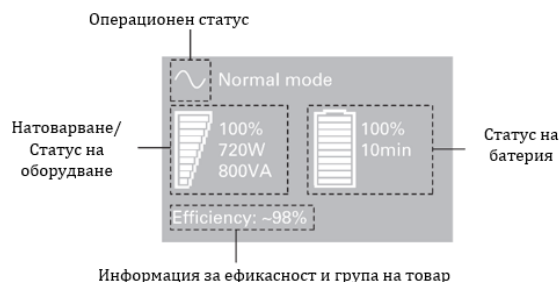 Операционен статус
Normal mode
Натоварване/
Статус на
оборудване
100%
720W
800VA
100%
10min
Статус на
батерия
Efficiency: ~98%
Информация за ефикасност и група на товар